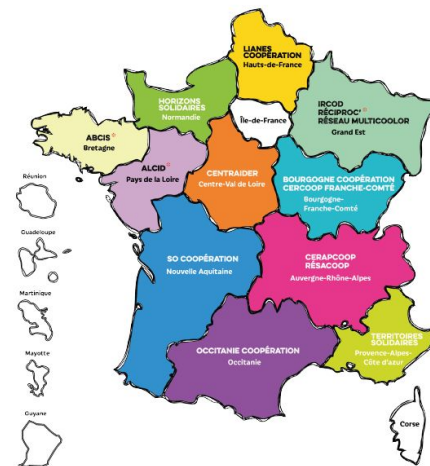 LIANES
COOPÉRATION
Hauts-de-France
HORIZONS
SOLIDAIRES
Normandie
Île-de-France
IRCOD
RÉCIPROC'
RÉSEAU MULTICOOLOR
Grand Est
ABCIS
Bretagne
ALCID
Pays de la Loire
CENTRAIDER
Centre-Val de Loire
BOURGOGNE COOPÉRATION
CERCOOP FRANCHE-COMTÉ
Bourgogne-
Franche-Comté
Réunion
Guadeloupe
SO COOPÉRATION
Nouvelle Aquitaine
CERAPCOOP
RÉSACOOP
Auvergne-Rhône-Alpes
Martinique
TERRITOIRES
SOLIDAIRES
Provence-Alpes-
Côte d'azur
OCCITANIE COOPÉRATION
Occitanie
Mayotte
Guyane
Corse